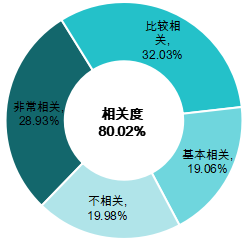 比较相
关,
32.03%
非常相关,
28.93%
相关度
80.02%
基本相关,
19.06%
不相关,
19.98%